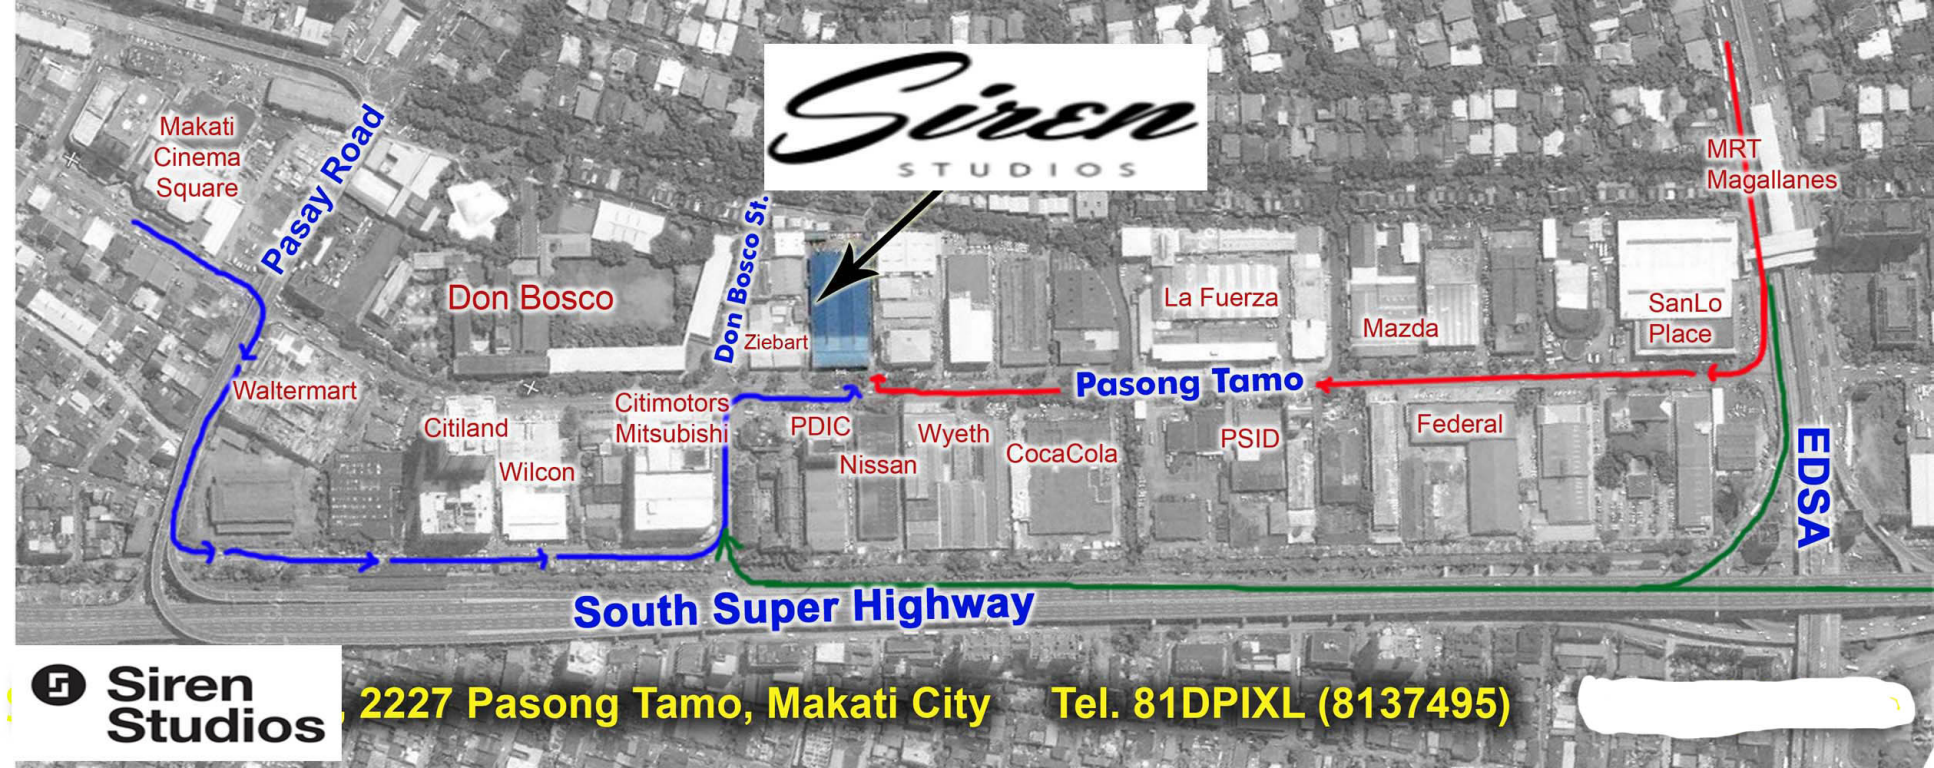 Siren
STUDIOS
Makati
Cinema
Square
Pasay Road
MRT
Magallanes
Don Bosco St.
Don Bosco
Ziebart
La Fuerza
Mazda
SanLo
Place
Waltermart
Pasong Tamo
Citiland
Wilcon
Citimotors
Mitsubishi
PDIC
Nissan
Wyeth
CocaCola
PSID
Federal
EDSA
South Super Highway
Siren
Studios
, 2227 Pasong Tamo, Makati City Tel. 81DPIXL (8137495)